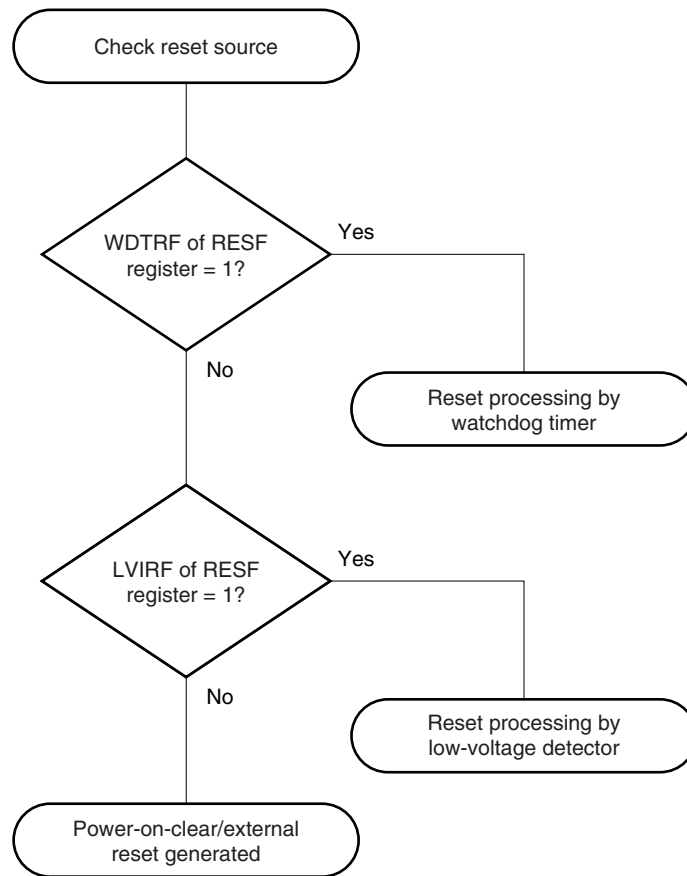 Check reset source
WDTRF of RESF
register = 1?
Yes
No
Reset processing by
watchdog timer
LVIRF of RESF
register = 1?
Yes
No
Reset processing by
low-voltage detector
Power-on-clear/external
reset generated